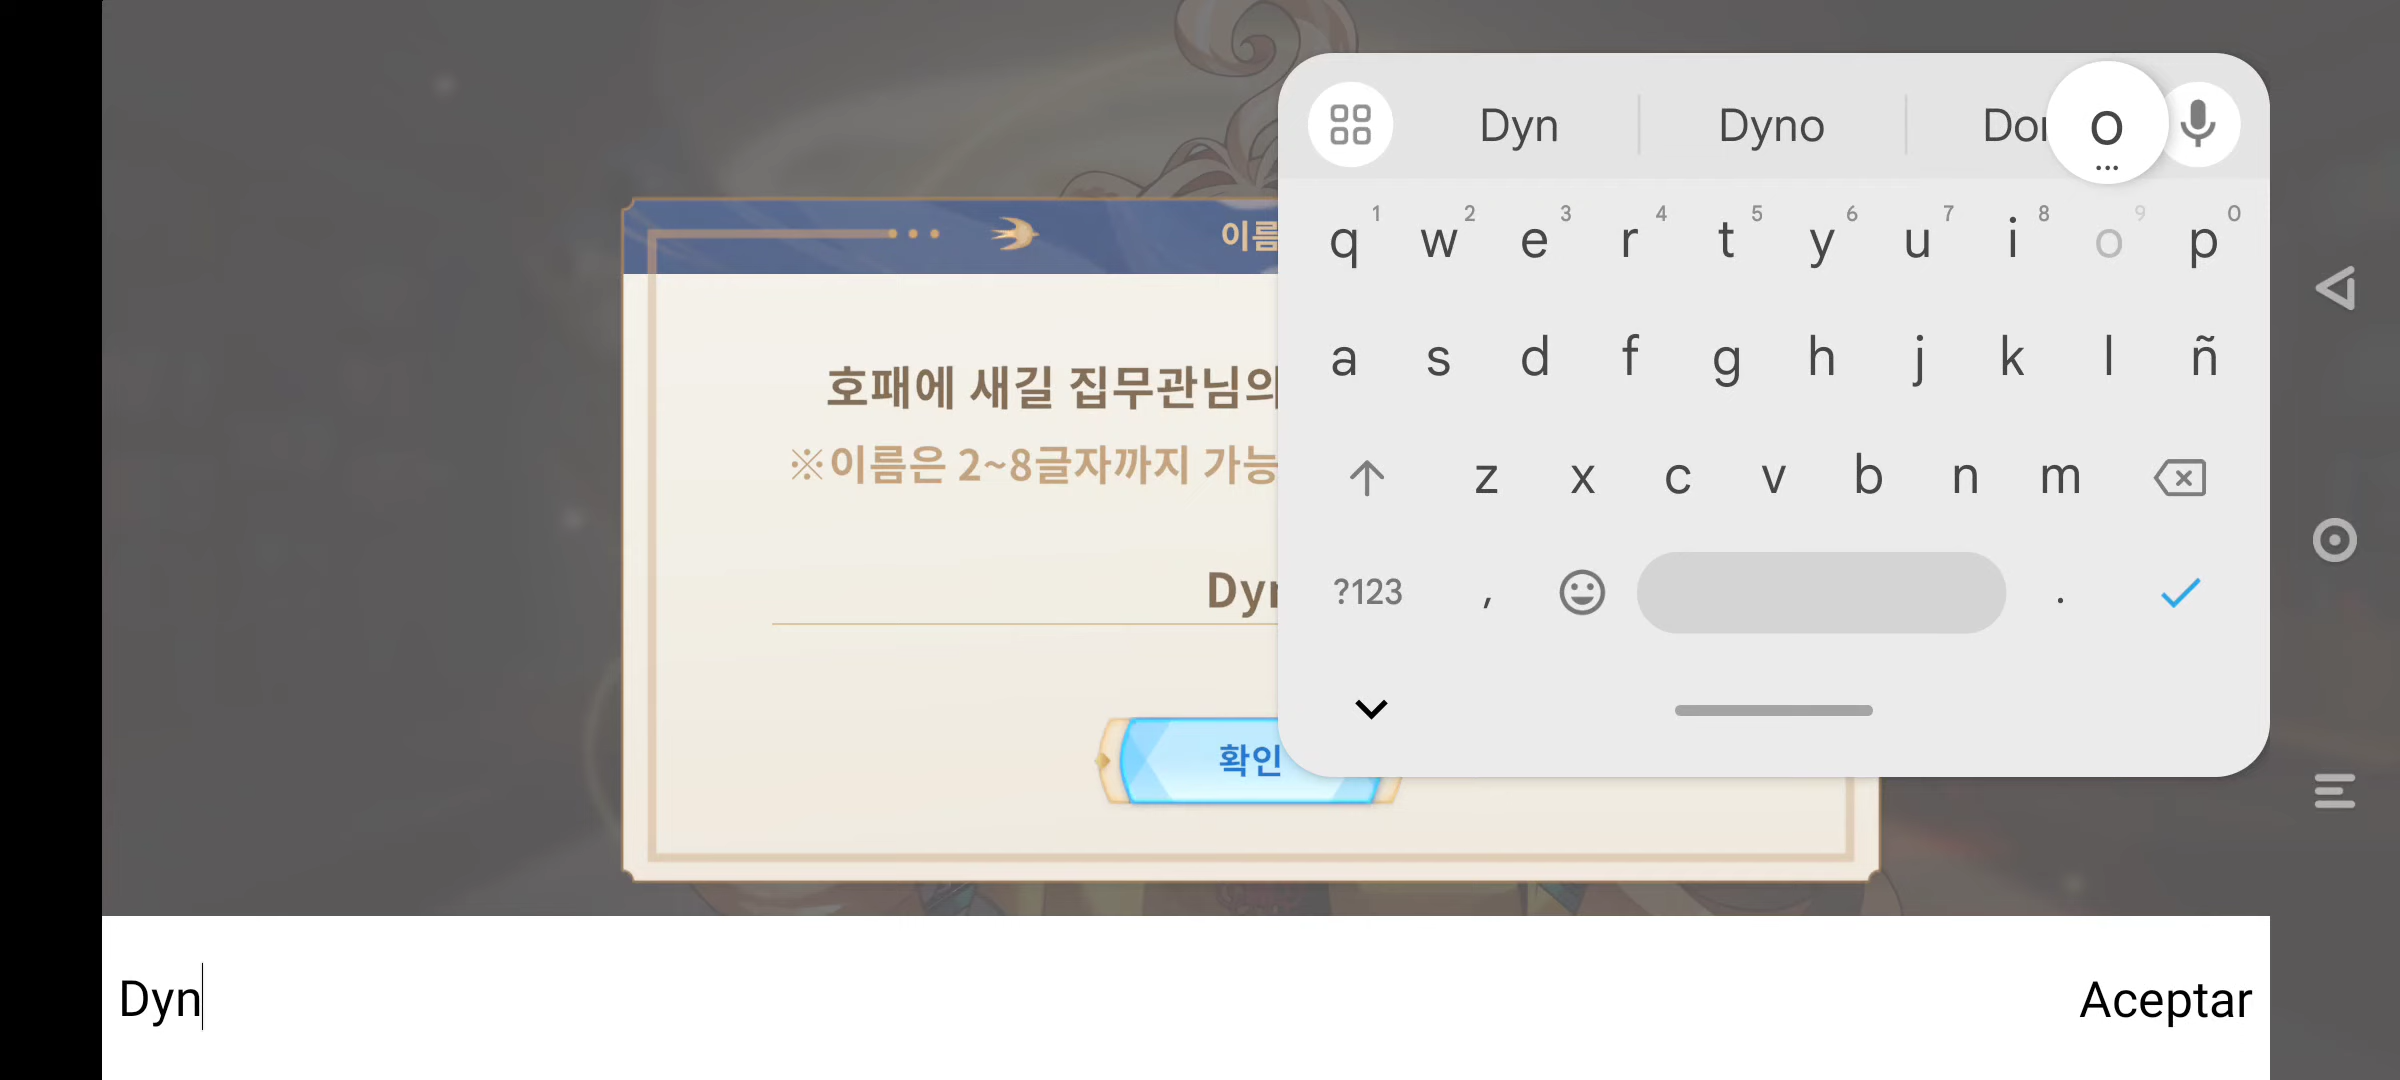 이름
호패에 새길 집무관님의
※이름은 2~8글자까지 가능
Dyn
확인
Dyn Dyno o
q 1 w 2 e 3 r 4 t 5 y 6 u 7 i 8 o 9 p 0
a s d f g h j k l ñ
z x c v b n m
?123 , .
Dyn
Aceptar